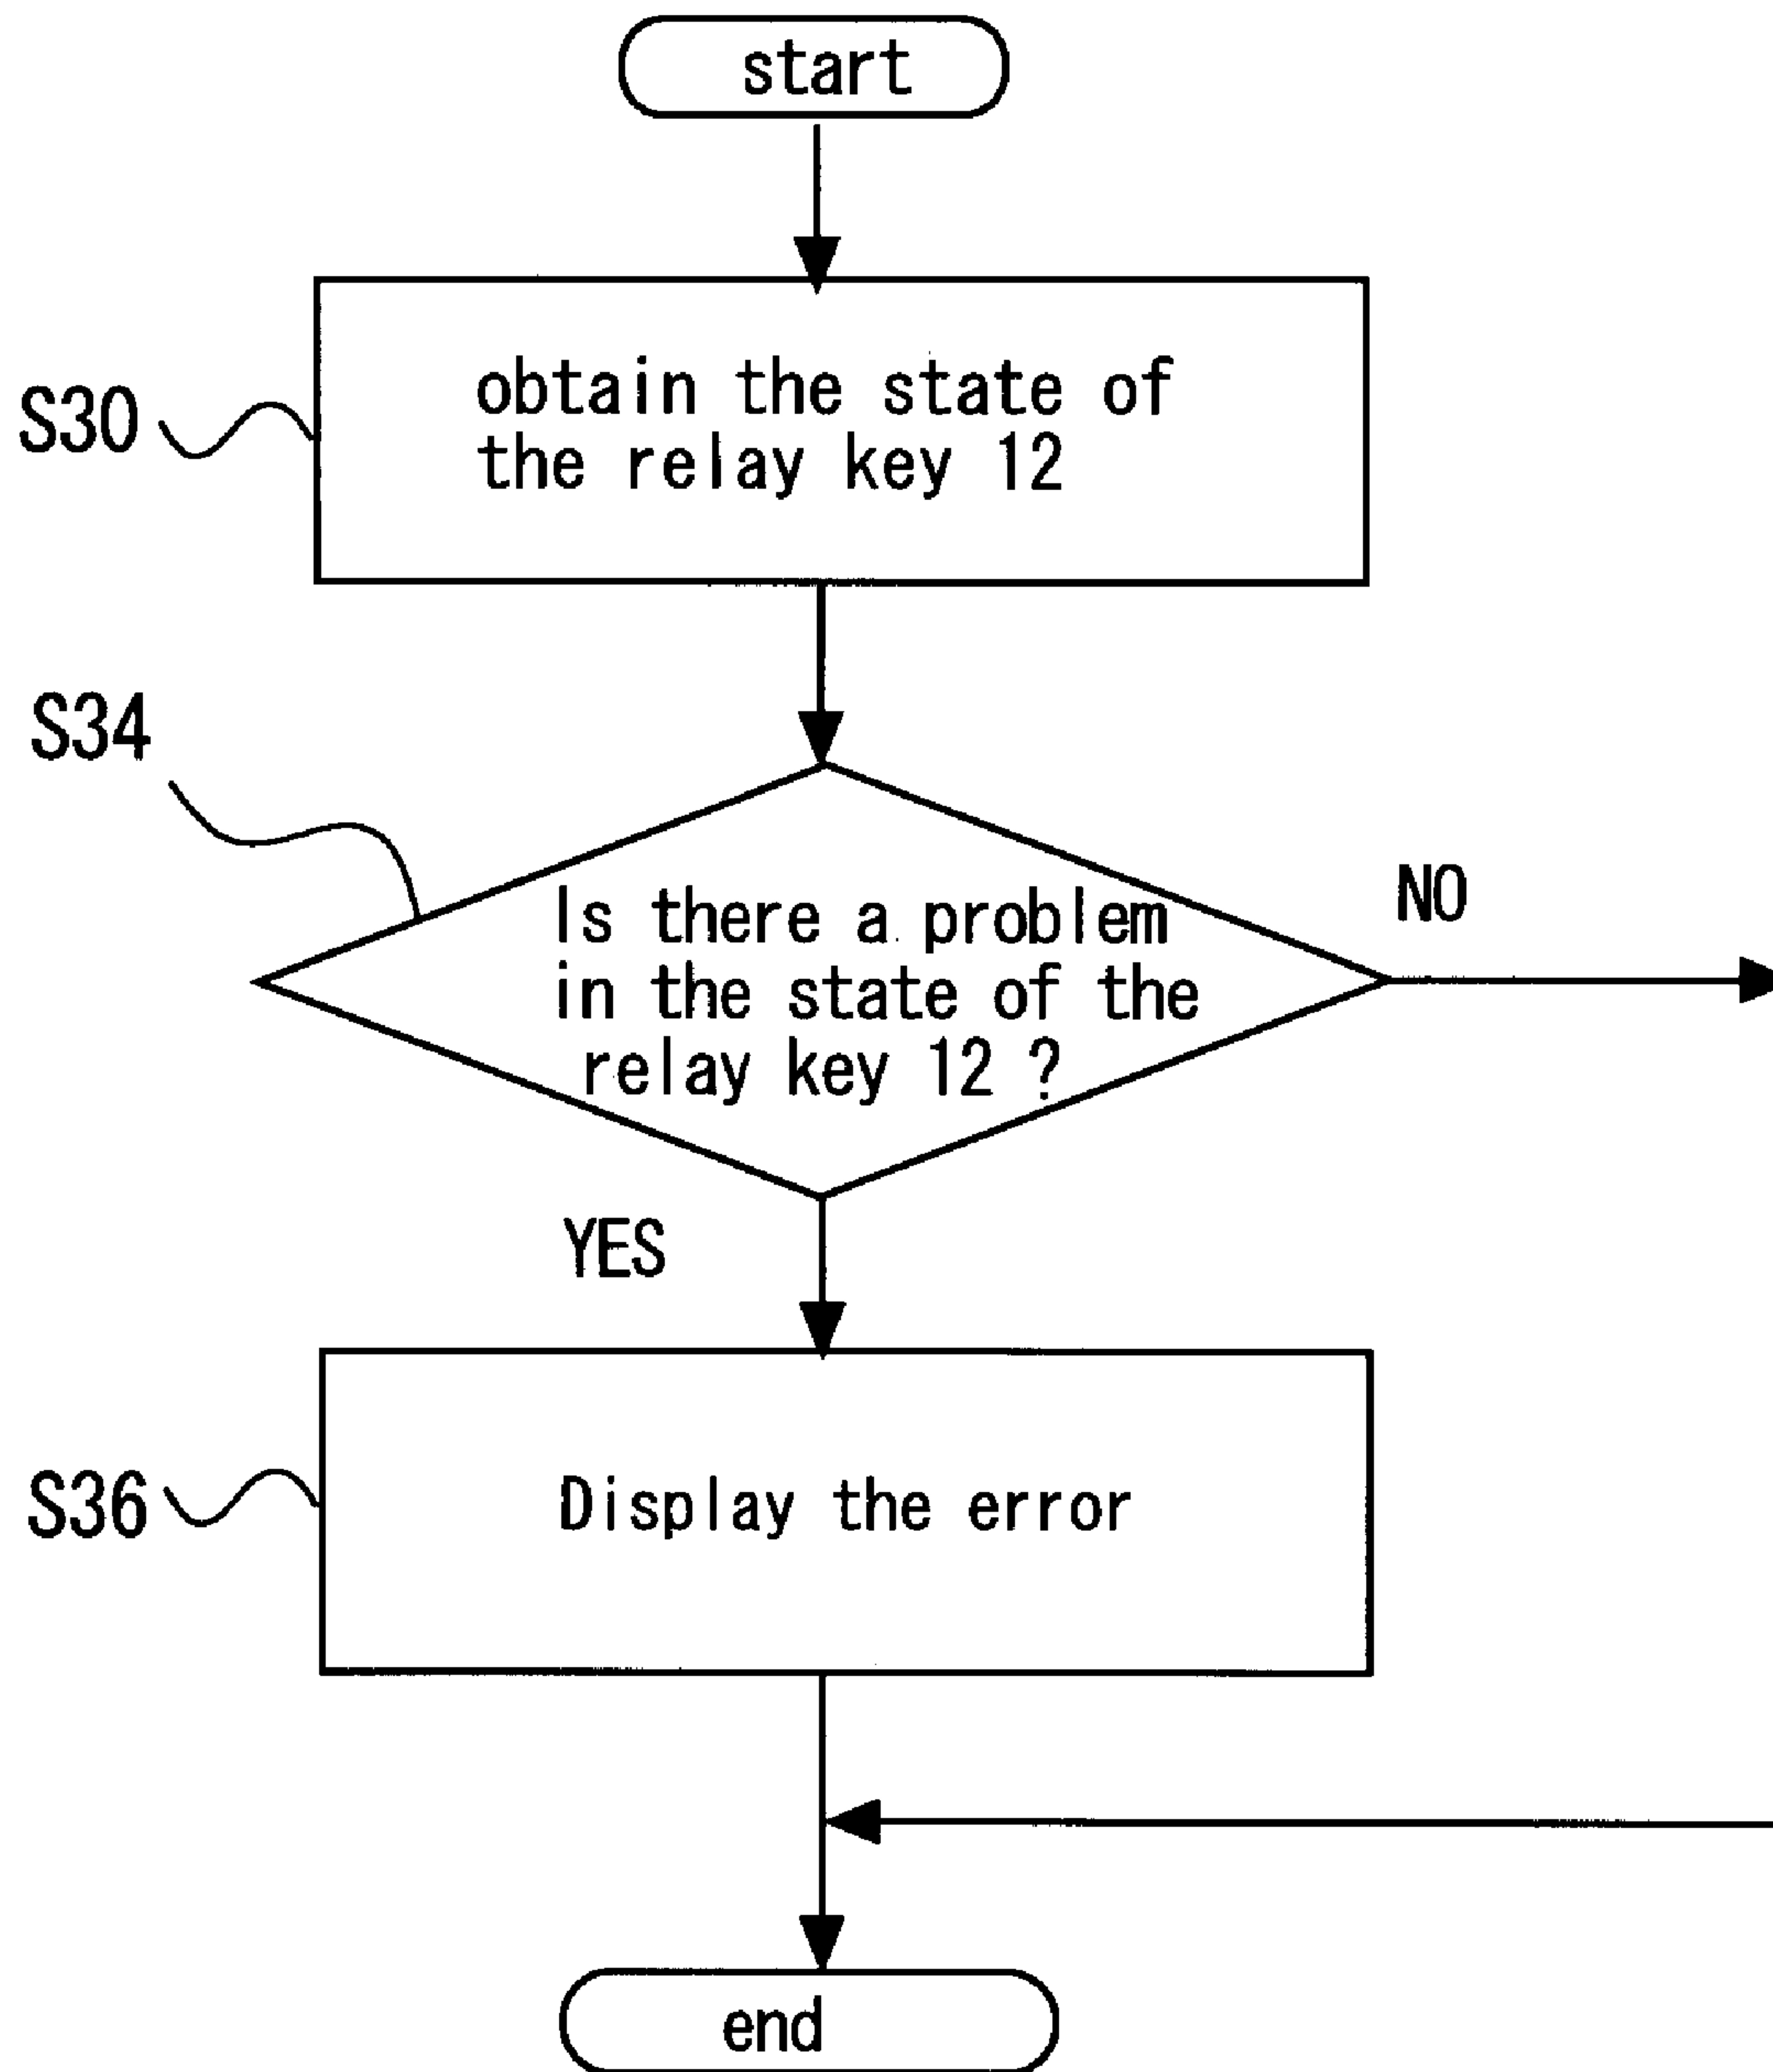 start
S30
obtain the state of
the relay key 12
S34
Is there a problem
in the state of the
relay key 12 ?
NO
YES
S36
Display the error
end